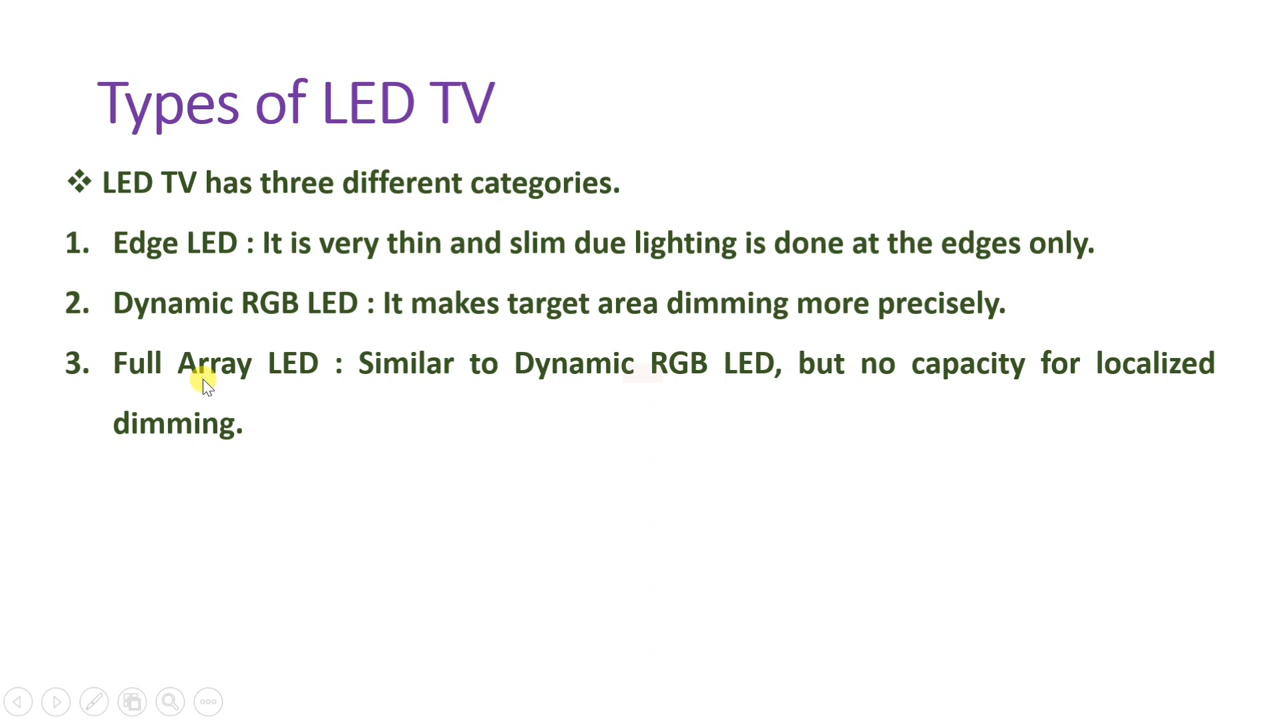 Types of LED TV
❖ LED TV has three different categories.
1. Edge LED : It is very thin and slim due lighting is done at the edges only.
2. Dynamic RGB LED : It makes target area dimming more precisely.
3. Full Array LED : Similar to Dynamic RGB LED, but no capacity for localized
dimming.